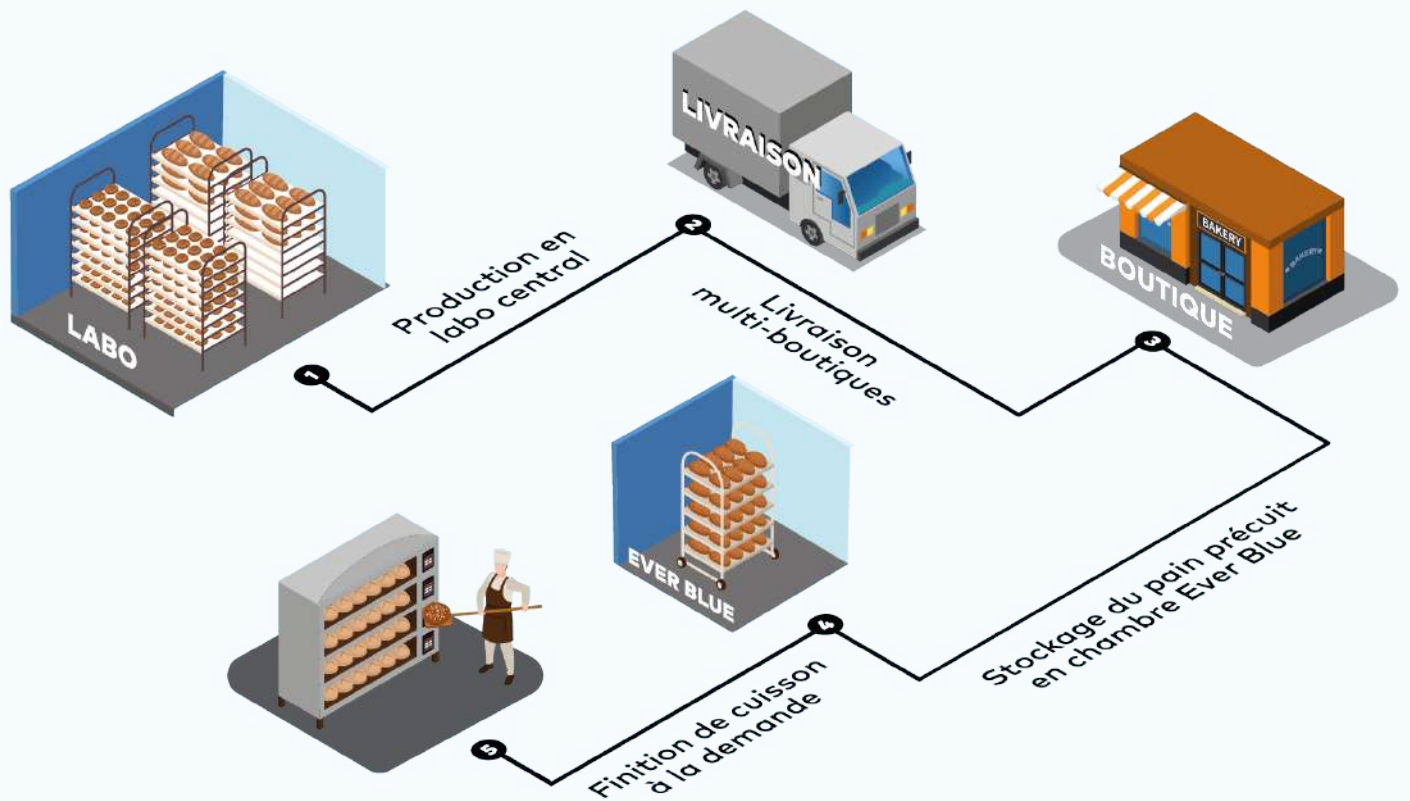 LABO
1
Production en
labo central
2
LIVRAISON
Livraison
multi-boutiques
3
BAKERY
BAKERY
BOUTIQUE
Stockage du pain précuit
en chambre Ever Blue
4
EVER BLUE
Finition de cuisson
à la demande
5